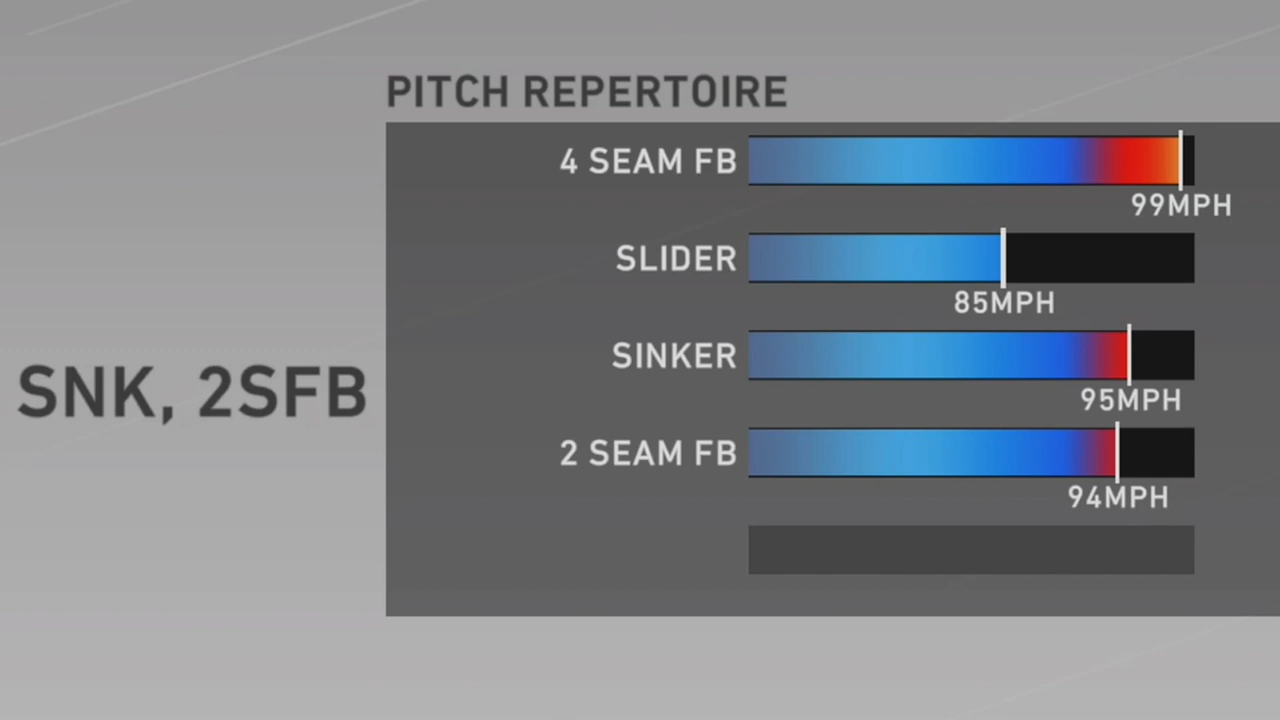 PITCH REPERTOIRE
4 SEAM FB
99MPH
SLIDER
85MPH
SINKER
95MPH
SNK, 2SFB
2 SEAM FB
94MPH